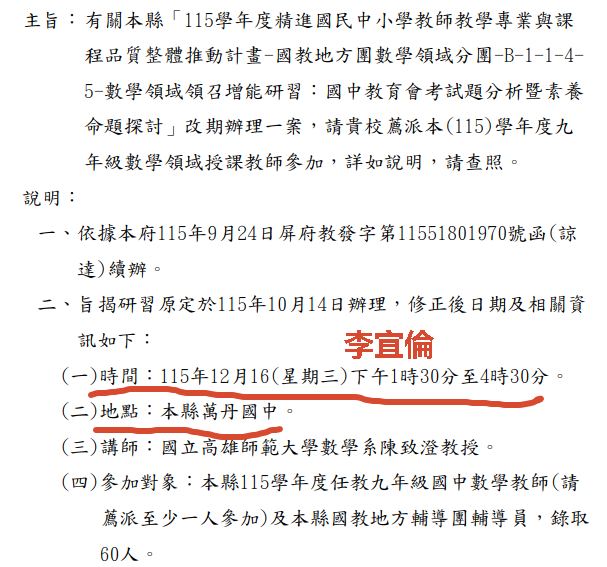 主旨：有關本縣「115學年度精進國民中小學教師教學專業與課
程品質整體推動計畫-國教地方團數學領域分團-B-1-1-4-
5-數學領域領召增能研習：國中教育會考試題分析暨素養
命題探討」改期辦理一案，請貴校薦派本(115)學年度九
年級數學領域授課教師參加，詳如說明，請查照。
說明：
一、依據本府115年9月24日屏府教發字第11551801970號函(諒
達)續辦。
二、旨揭研習原定於115年10月14日辦理，修正後日期及相關資
訊如下：
李宜倫
(一)時間：115年12月16(星期三)下午1時30分至4時30分。
(二)地點：本縣萬丹國中。
(三)講師：國立高雄師範大學數學系陳致澄教授。
(四)參加對象：本縣115學年度任教九年級國中數學教師(請
薦派至少一人參加)及本縣國教地方輔導團輔導員，錄取
60人。